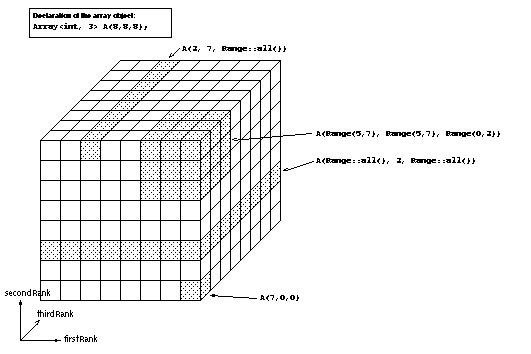 Declaration of the array object:
Array<int, 3> A(8,8,8);
A(2, 7, Range::all())
A(Range(5,7), Range(5,7), Range(0,2))
A(Range::all(), 2, Range::all())
secondRank
thirdRank
A(7,0,0)
firstRank